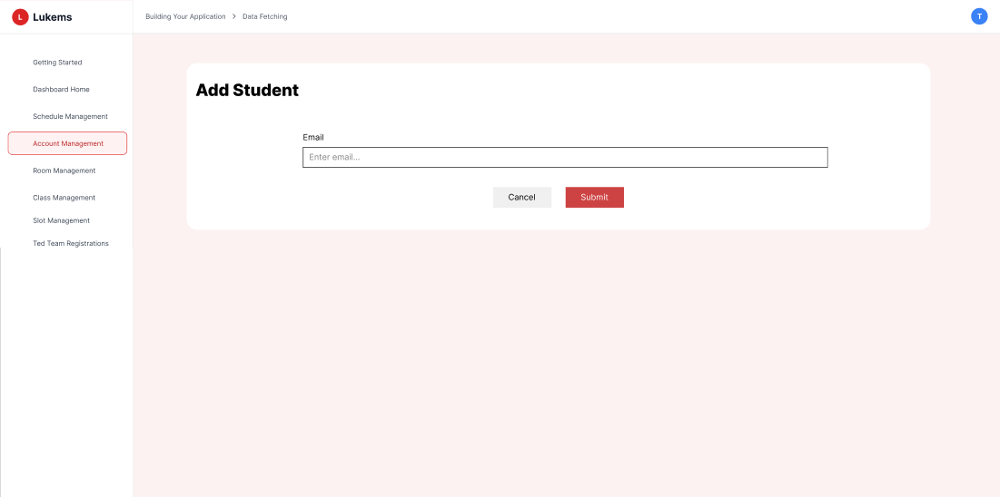 L Lukems
Building Your Application > Data Fetching
T
Getting Started
Dashboard Home
Schedule Management
Account Management
Room Management
Class Management
Slot Management
Ted Team Registrations
Add Student
Email
Enter email...
Cancel
Submit